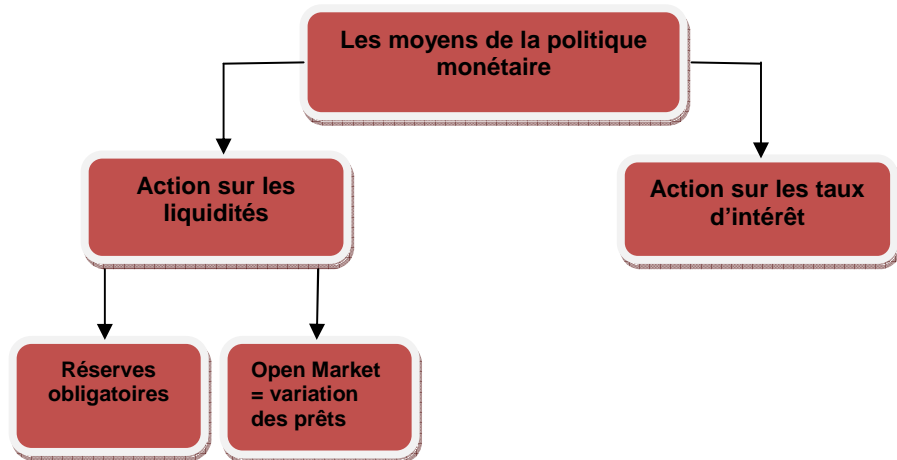 Les moyens de la politique
monétaire
Action sur les
liquidités
Action sur les taux
d’intérêt
Réserves
obligatoires
Open Market
= variation
des prêts